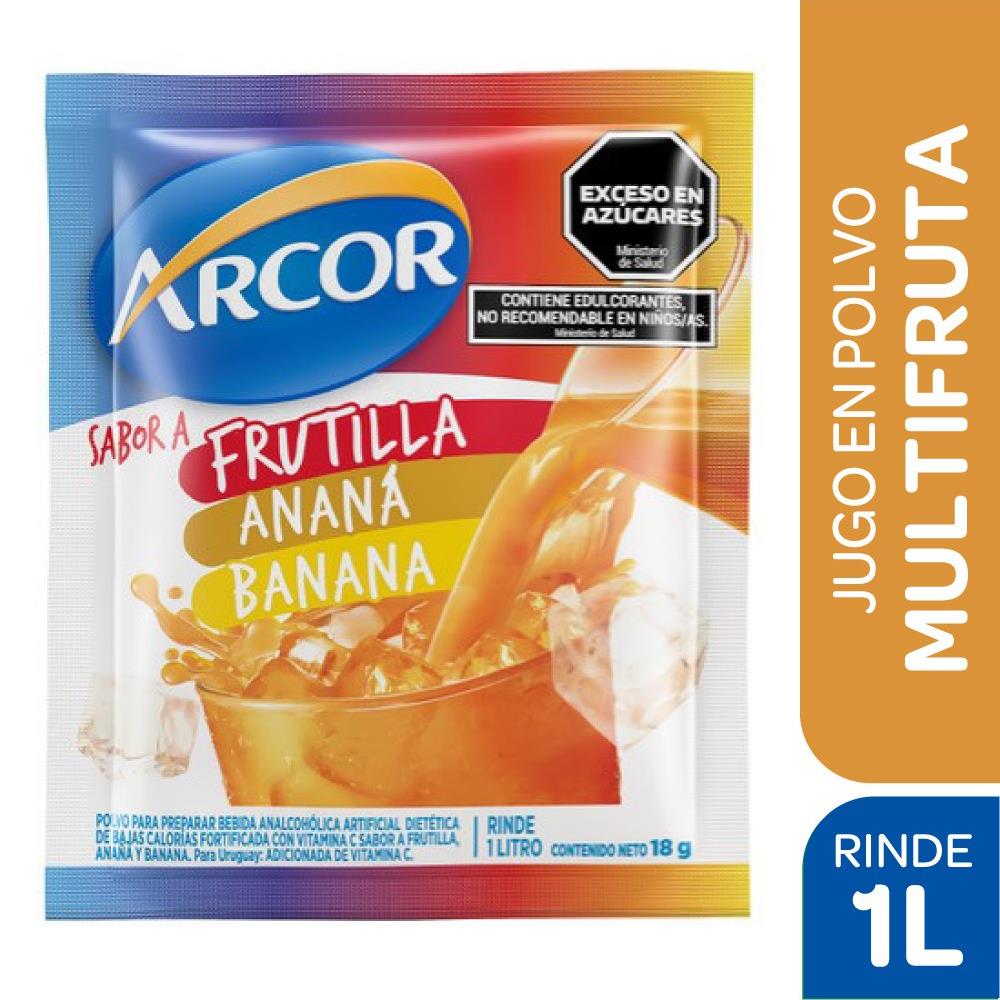 ARCOR
EXCESO EN
AZÚCARES
Ministerio
de Salud
CONTIENE EDULCORANTES,
NO RECOMENDABLE EN NIÑOS/AS.
Ministerio de Salud
SABOR A FRUTILLA
ANANÁ
BANANA
POLVO PARA PREPARAR BEBIDA ANALCOHÓLICA ARTIFICIAL DIETÉTICA
DE BAJAS CALORÍAS FORTIFICADA CON VITAMINA C SABOR A FRUTILLA,
ANANÁ Y BANANA. Para Uruguay: ADICIONADA DE VITAMINA C.
RINDE
1 LITRO CONTENIDO NETO 18 g
JUGO EN POLVO
MULTIFRUTA
RINDE
1L